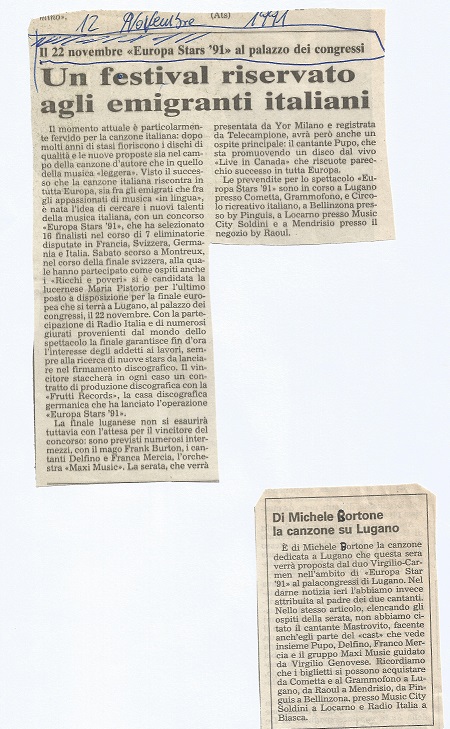 mino».
(Ats)
12 Novembre 1991
Il 22 novembre «Europa Stars '91» al palazzo dei congressi
Un festival riservato
agli emigranti italiani
Il momento attuale è particolarmen-
te fervido per la canzone italiana: dopo
molti anni di stasi fioriscono i dischi di
qualità e le nuove proposte sia nel cam-
po della canzone d'autore che in quello
della musica «leggera». Visto il succes-
so che la canzone italiana riscontra in
tutta Europa, sia fra gli emigrati che fra
gli appassionati di musica «in lingua»,
è nata l'idea di cercare i nuovi talenti
della musica italiana, con un concorso
«Europa Stars '91», che ha selezionato
16 finalisti nel corso di 7 eliminatorie
disputate in Francia, Svizzera, Germa-
nia e Italia. Sabato scorso a Montreux,
nel corso della finale svizzera, alla qua-
le hanno partecipato come ospiti anche
i «Ricchi e poveri» si è candidata la
lucernese Maria Pistorio per l'ultimo
posto a disposizione per la finale euro-
pea che si terrà a Lugano, al palazzo dei
congressi, il 22 novembre. Con la parte-
cipazione di Radio Italia e di numerosi
giurati provenienti dal mondo dello
spettacolo la finale garantisce fin d'ora
l'interesse degli addetti ai lavori, sem-
pre alla ricerca di nuove stars da lancia-
re nel firmamento discografico. Il vin-
citore staccherà in ogni caso un con-
tratto di produzione discografica con la
«Fruiti Records», la casa discografica
germanica che ha lanciato l'operazione
«Europa Stars '91».
La finale luganese non si esaurirà
tuttavia con l'attesa per il vincitore del
concorso: sono previsti numerosi inter-
mezzi, con il mago Frank Burton, i can-
tanti Delfino e Franca Mercia, l'orche-
stra «Maxi Music». La serata, che verrà
presentata da Yor Milano e registrata
da Telecampione, avrà però anche un
ospite principale: il cantante Pupo, che
sta promuovendo un disco dal vivo
«Live in Canada» che riscuote parec-
chio successo in tutta Europa.
Le prevendite per lo spettacolo «Eu-
ropa Stars '91» sono in corso a Lugano
presso Cometta, Grammofono, e Circo-
lo ricreativo italiano, a Bellinzona pres-
so by Pinguis, a Locarno presso Music
City Soldini e a Mendrisio presso il
negozio by Raoul.
Di Michele Bortone
la canzone su Lugano
È di Michele Bortone la canzone
dedicata a Lugano che questa sera
verrà proposta dal duo Virgilio-Car-
men nell'ambito di «Europa Star
'91» al palacongressi di Lugano. Nel
darne notizia ieri l'abbiamo invece
attribuita al padre dei due cantanti.
Nello stesso articolo, elencando gli
ospiti della serata, non abbiamo ci-
tato il cantante Mastrovito, facente
anch'egli parte del «cast» che vede
insieme Pupo, Delfino, Franco Mer-
cia e il gruppo Maxi Music guidato
da Virgilio Genovese. Ricordiamo
che i biglietti si possono acquistare
da Cometta e al Grammofono a Lu-
gano, da Raoul a Mendrisio, da Pin-
guis a Bellinzona, presso Music City
Soldini a Locarno e Radio Italia a
Biasca.